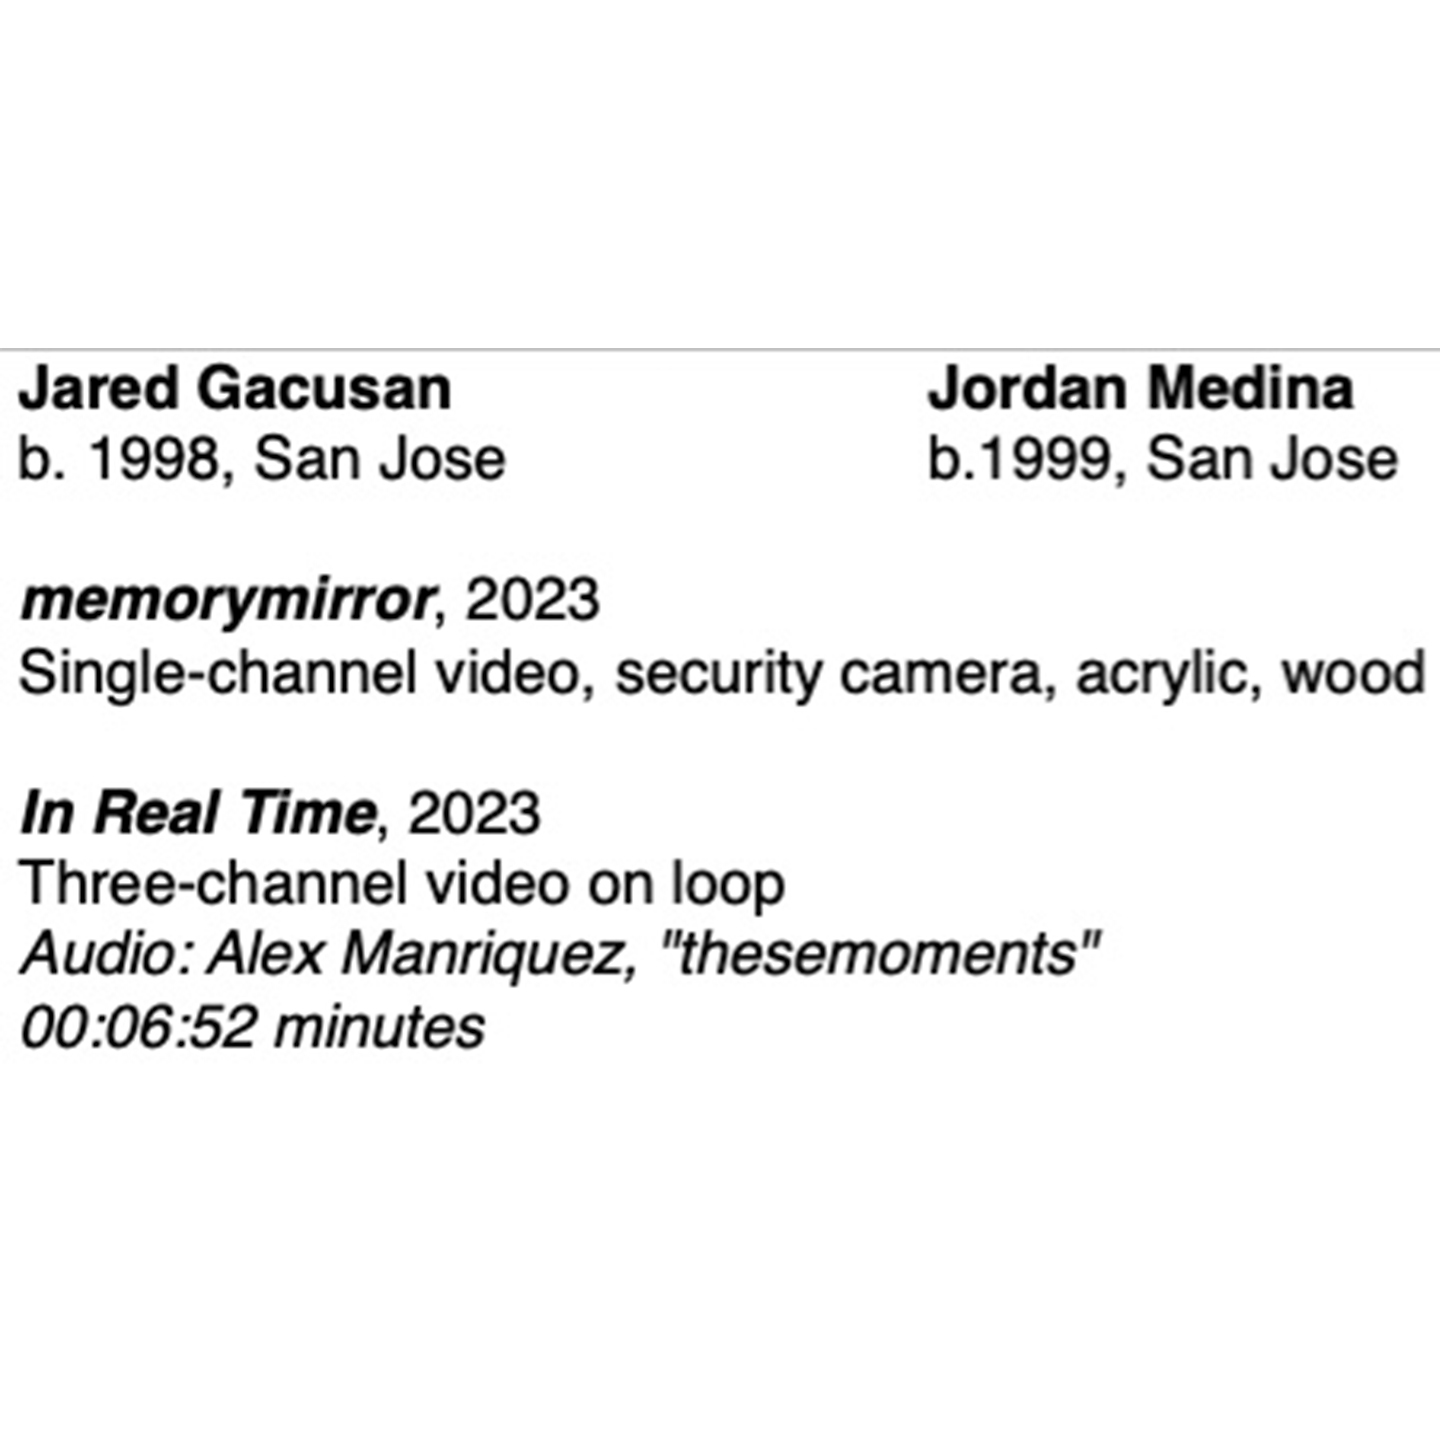 Jared Gacusan Jordan Medina
b. 1998, San Jose b.1999, San Jose
memorymirror, 2023
Single-channel video, security camera, acrylic, wood
In Real Time, 2023
Three-channel video on loop
Audio: Alex Manriquez, "thesemoments"
00:06:52 minutes